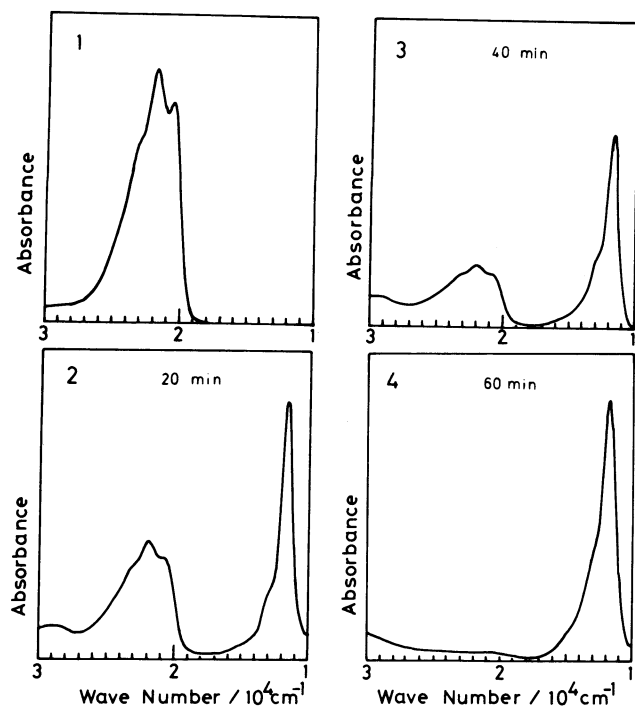 1
Absorbance
3 2 1
2 20 min
Absorbance
3 2 1
Wave Number / 10⁴cm⁻¹
3 40 min
Absorbance
3 2 1
4 60 min
Absorbance
3 2 1
Wave Number / 10⁴cm⁻¹